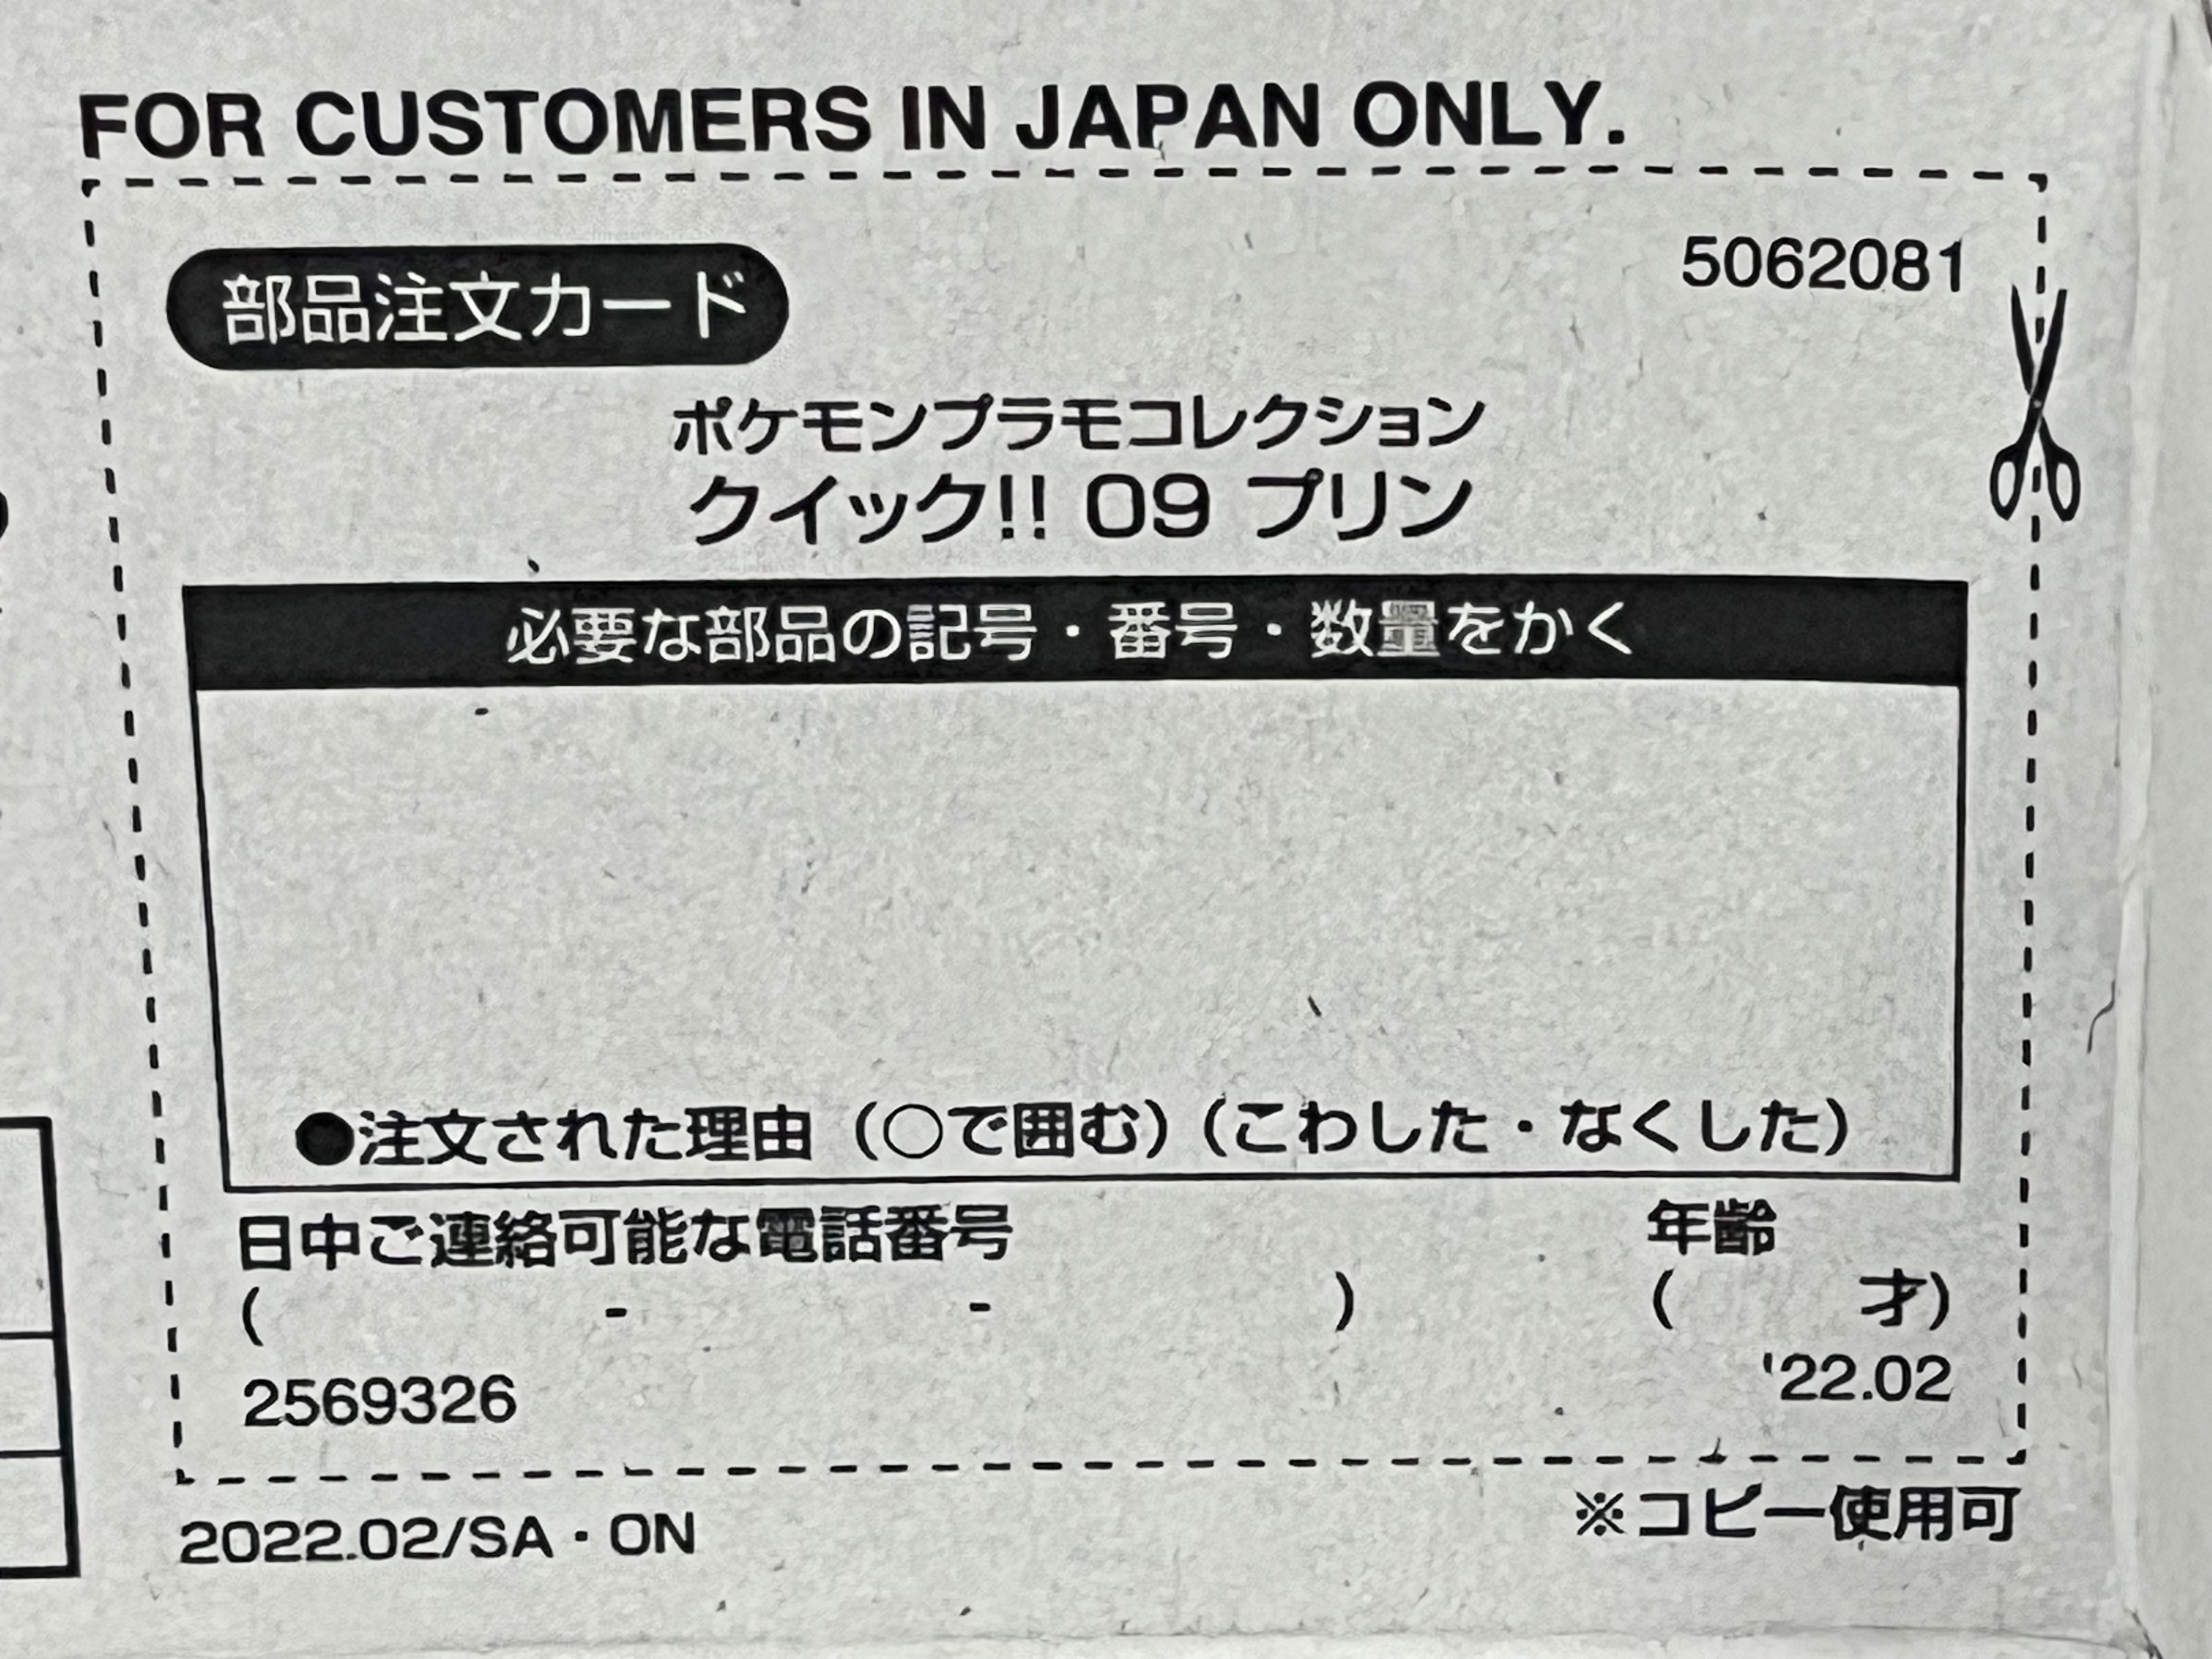 FOR CUSTOMERS IN JAPAN ONLY.
部品注文カード
5062081
ポケモンプラモコレクション
クイック!! 09 プリン
必要な部品の記号・番号・数量をかく
●注文された理由（○で囲む）（こわした・なくした）
日中ご連絡可能な電話番号 年齢
( - - ) ( 才)
2569326 '22.02
2022.02/SA・ON ※コピー使用可